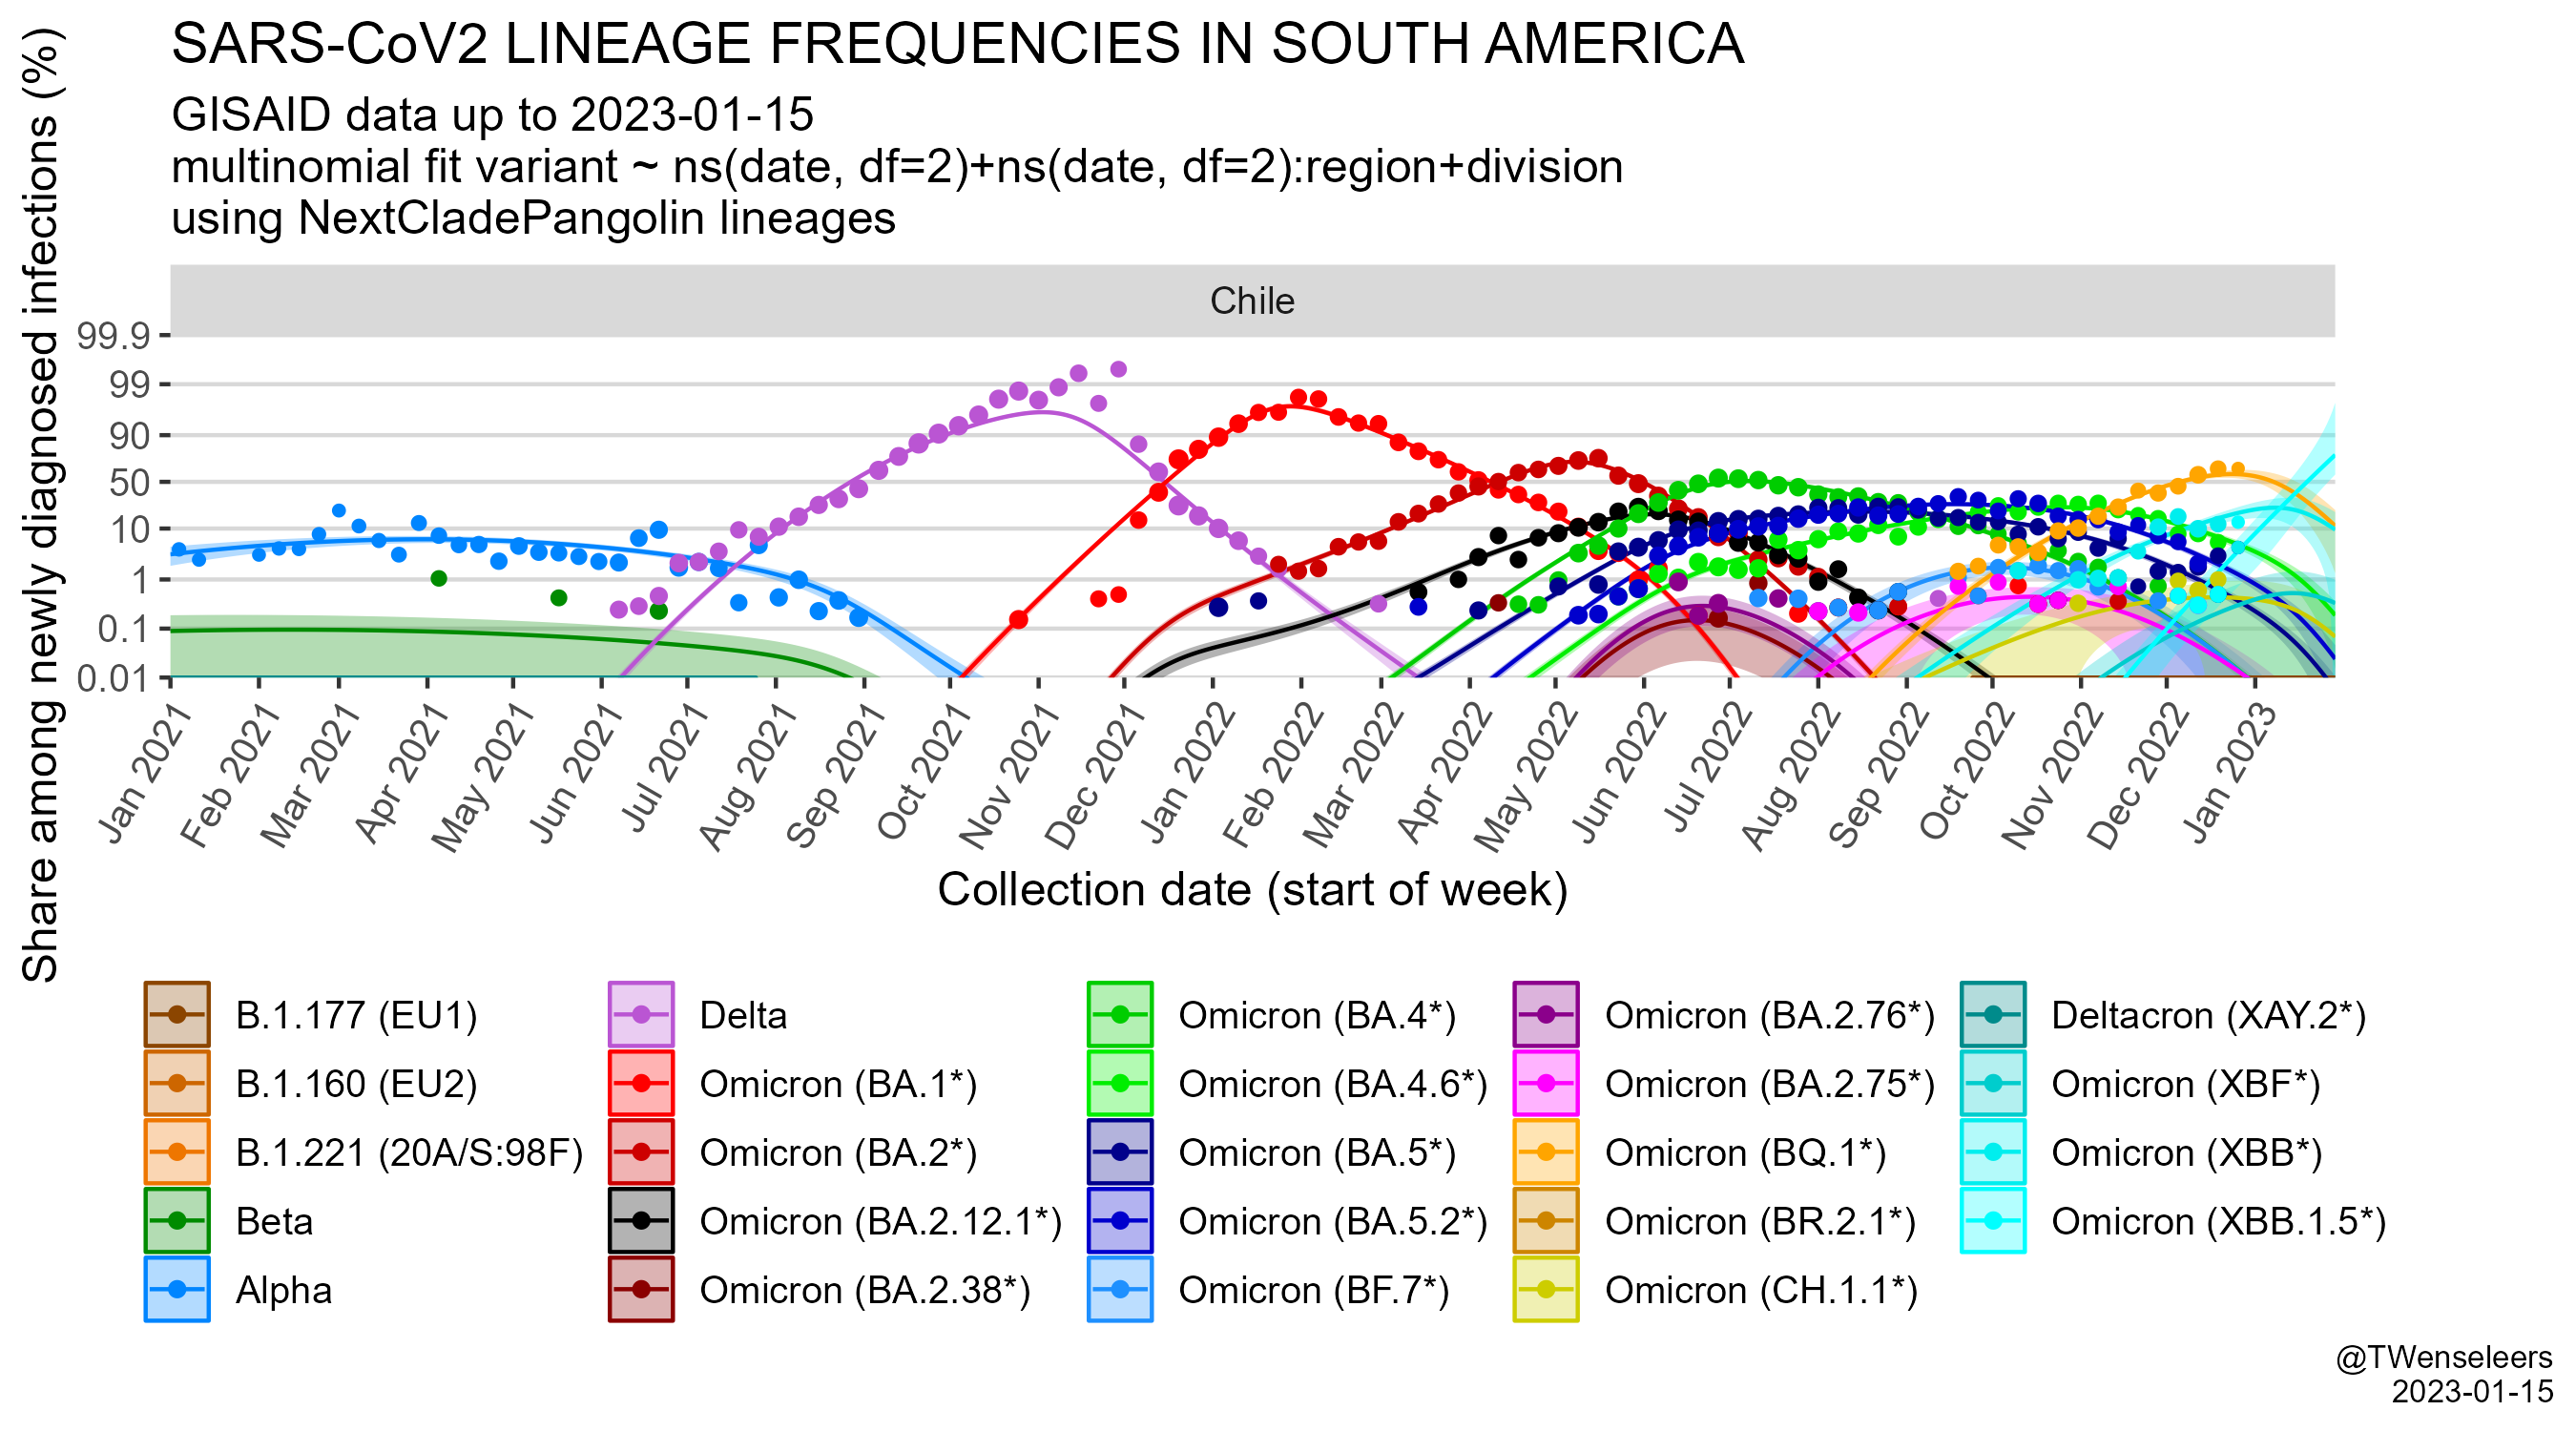 SARS-CoV2 LINEAGE FREQUENCIES IN SOUTH AMERICA
GISAID data up to 2023-01-15
multinomial fit variant ~ ns(date, df=2)+ns(date, df=2):region+division
using NextCladePangolin lineages
Chile
Share among newly diagnosed infections (%)
99.9
99
90
50
10
1
0.1
0.01
Jan 2021
Feb 2021
Mar 2021
Apr 2021
May 2021
Jun 2021
Jul 2021
Aug 2021
Sep 2021
Oct 2021
Nov 2021
Dec 2021
Jan 2022
Feb 2022
Mar 2022
Apr 2022
May 2022
Jun 2022
Jul 2022
Aug 2022
Sep 2022
Oct 2022
Nov 2022
Dec 2022
Jan 2023
Collection date (start of week)
B.1.177 (EU1)
B.1.160 (EU2)
B.1.221 (20A/S:98F)
Beta
Alpha
Delta
Omicron (BA.1*)
Omicron (BA.2*)
Omicron (BA.2.12.1*)
Omicron (BA.2.38*)
Omicron (BA.4*)
Omicron (BA.4.6*)
Omicron (BA.5*)
Omicron (BA.5.2*)
Omicron (BF.7*)
Omicron (BA.2.76*)
Omicron (BA.2.75*)
Omicron (BQ.1*)
Omicron (BR.2.1*)
Omicron (CH.1.1*)
Deltacron (XAY.2*)
Omicron (XBF*)
Omicron (XBB*)
Omicron (XBB.1.5*)
@TWenseleers
2023-01-15